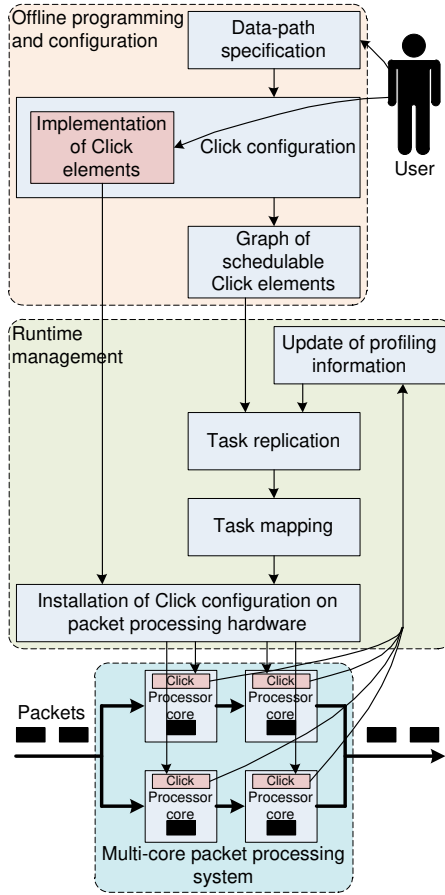 Offline programming
and configuration
Data-path
specification
Implementation
of Click
elements
Click configuration
User
Graph of
schedulable
Click elements
Runtime
management
Update of profiling
information
Task replication
Task mapping
Installation of Click configuration on
packet processing hardware
Packets
Click
Processor
core
Click
Processor
core
Click
Processor
core
Click
Processor
core
Multi-core packet processing
system